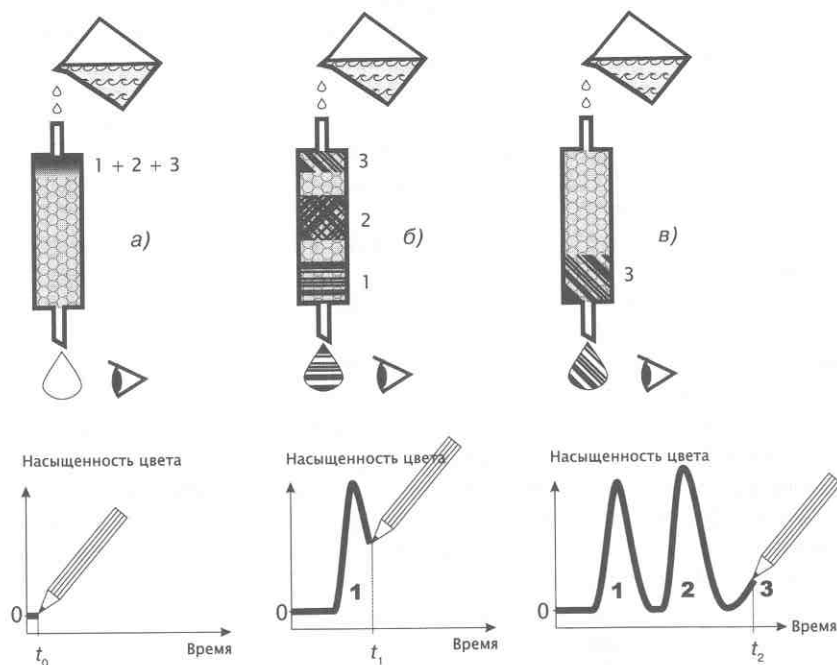 1 + 2 + 3
а)
3
2
1
б)
3
в)
Насыщенность цвета
0
t₀
Время
Насыщенность цвета
0
1
t₁
Время
Насыщенность цвета
0
1
2
3
t₂
Время